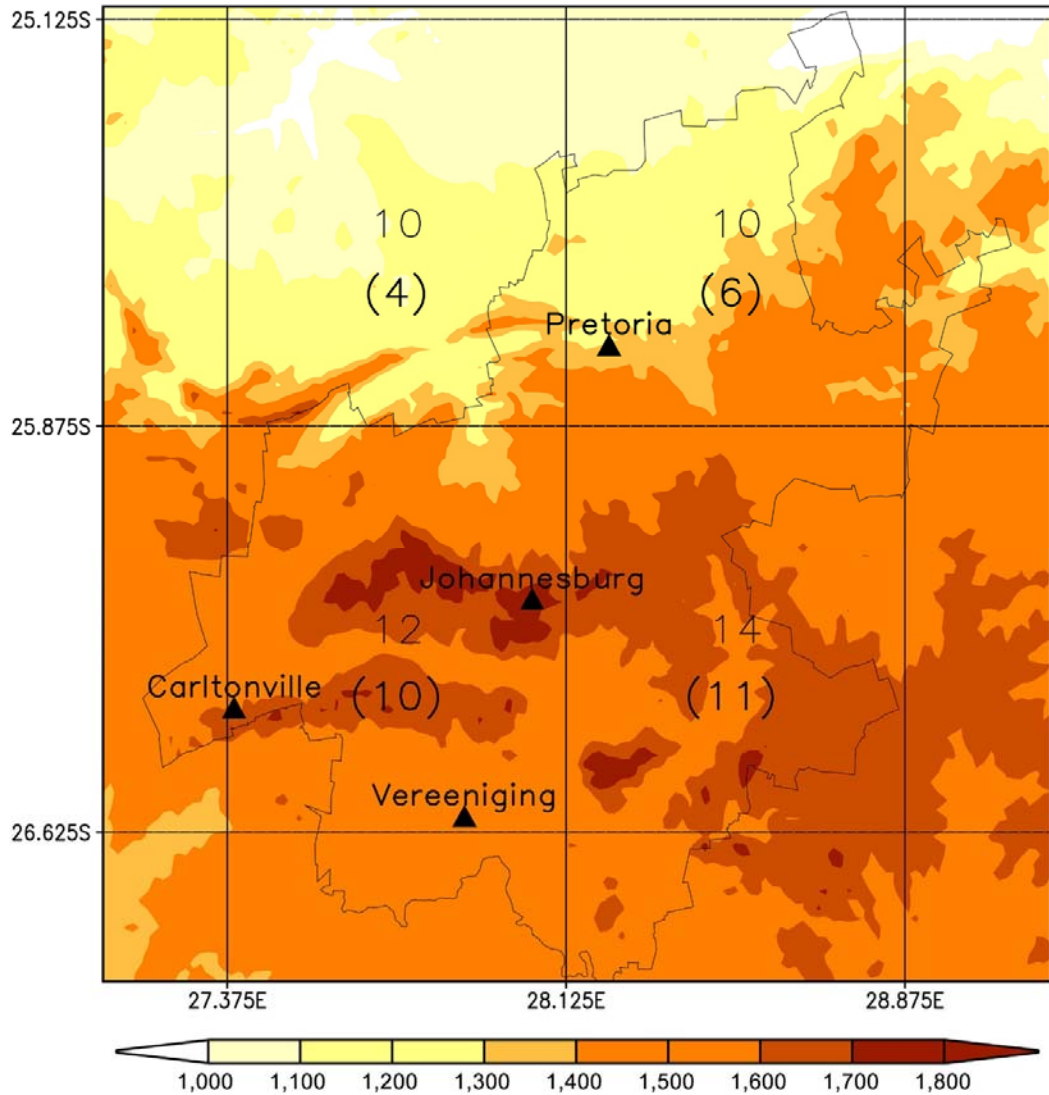 25.125S
10 10
(4) (6)
Pretoria
25.875S
Johannesburg
12 14
Carltonville
(10) (11)
Vereeniging
26.625S
27.375E 28.125E 28.875E
1,000 1,100 1,200 1,300 1,400 1,500 1,600 1,700 1,800